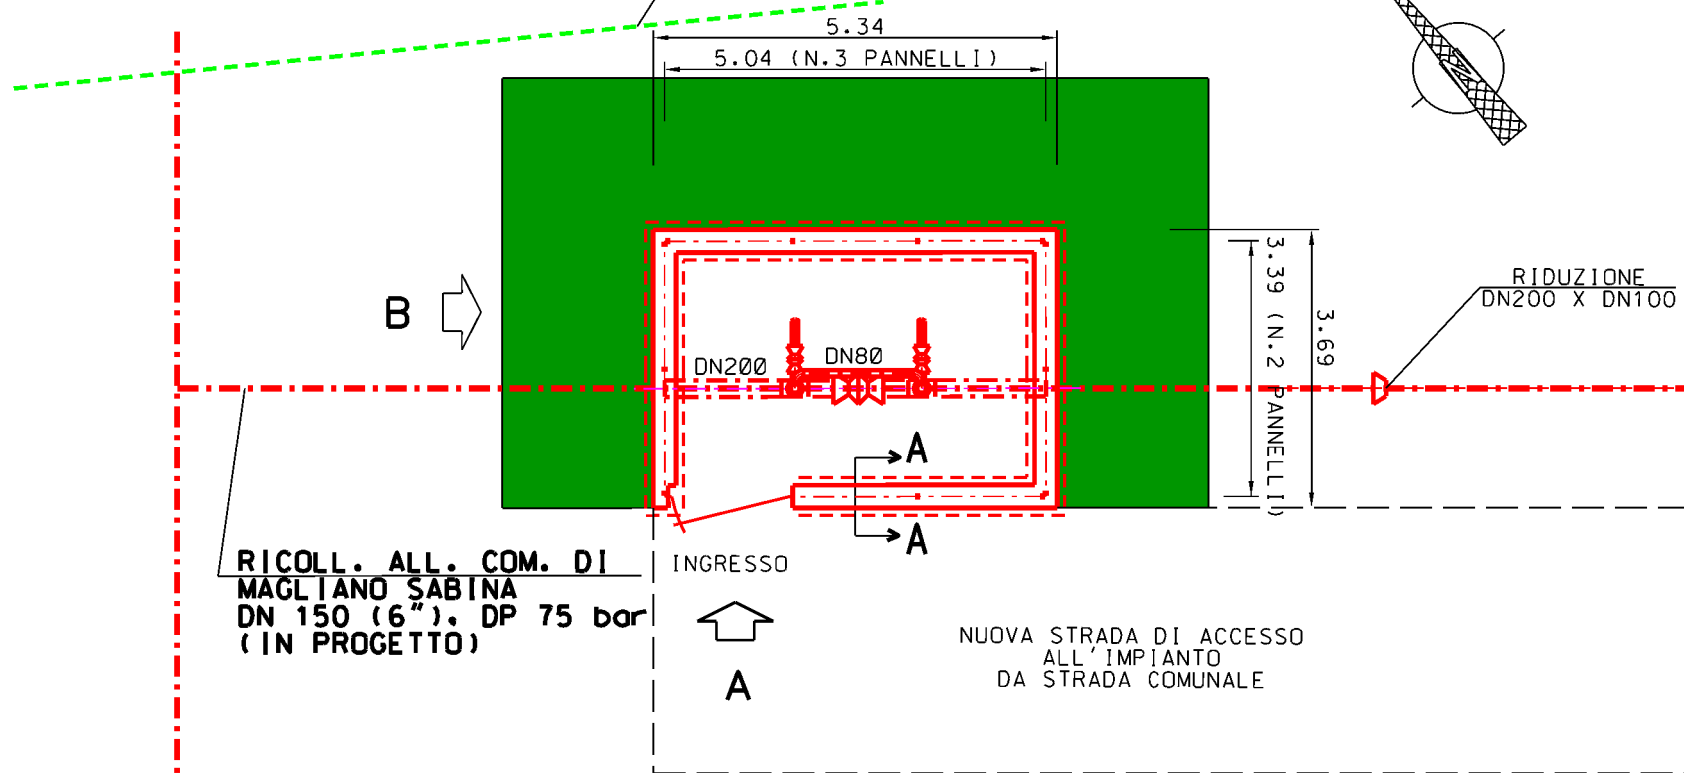 5.34
5.04 (N.3 PANNELLI)
N
3.39 (N.2 PANNELLI)
3.69
RIDUZIONE
DN200 X DN100
B
DN200
DN80
A
A
RICOLL. ALL. COM. DI
MAGLIANO SABINA
DN 150 (6"), DP 75 bar
(IN PROGETTO)
INGRESSO
A
NUOVA STRADA DI ACCESSO
ALL'IMPIANTO
DA STRADA COMUNALE